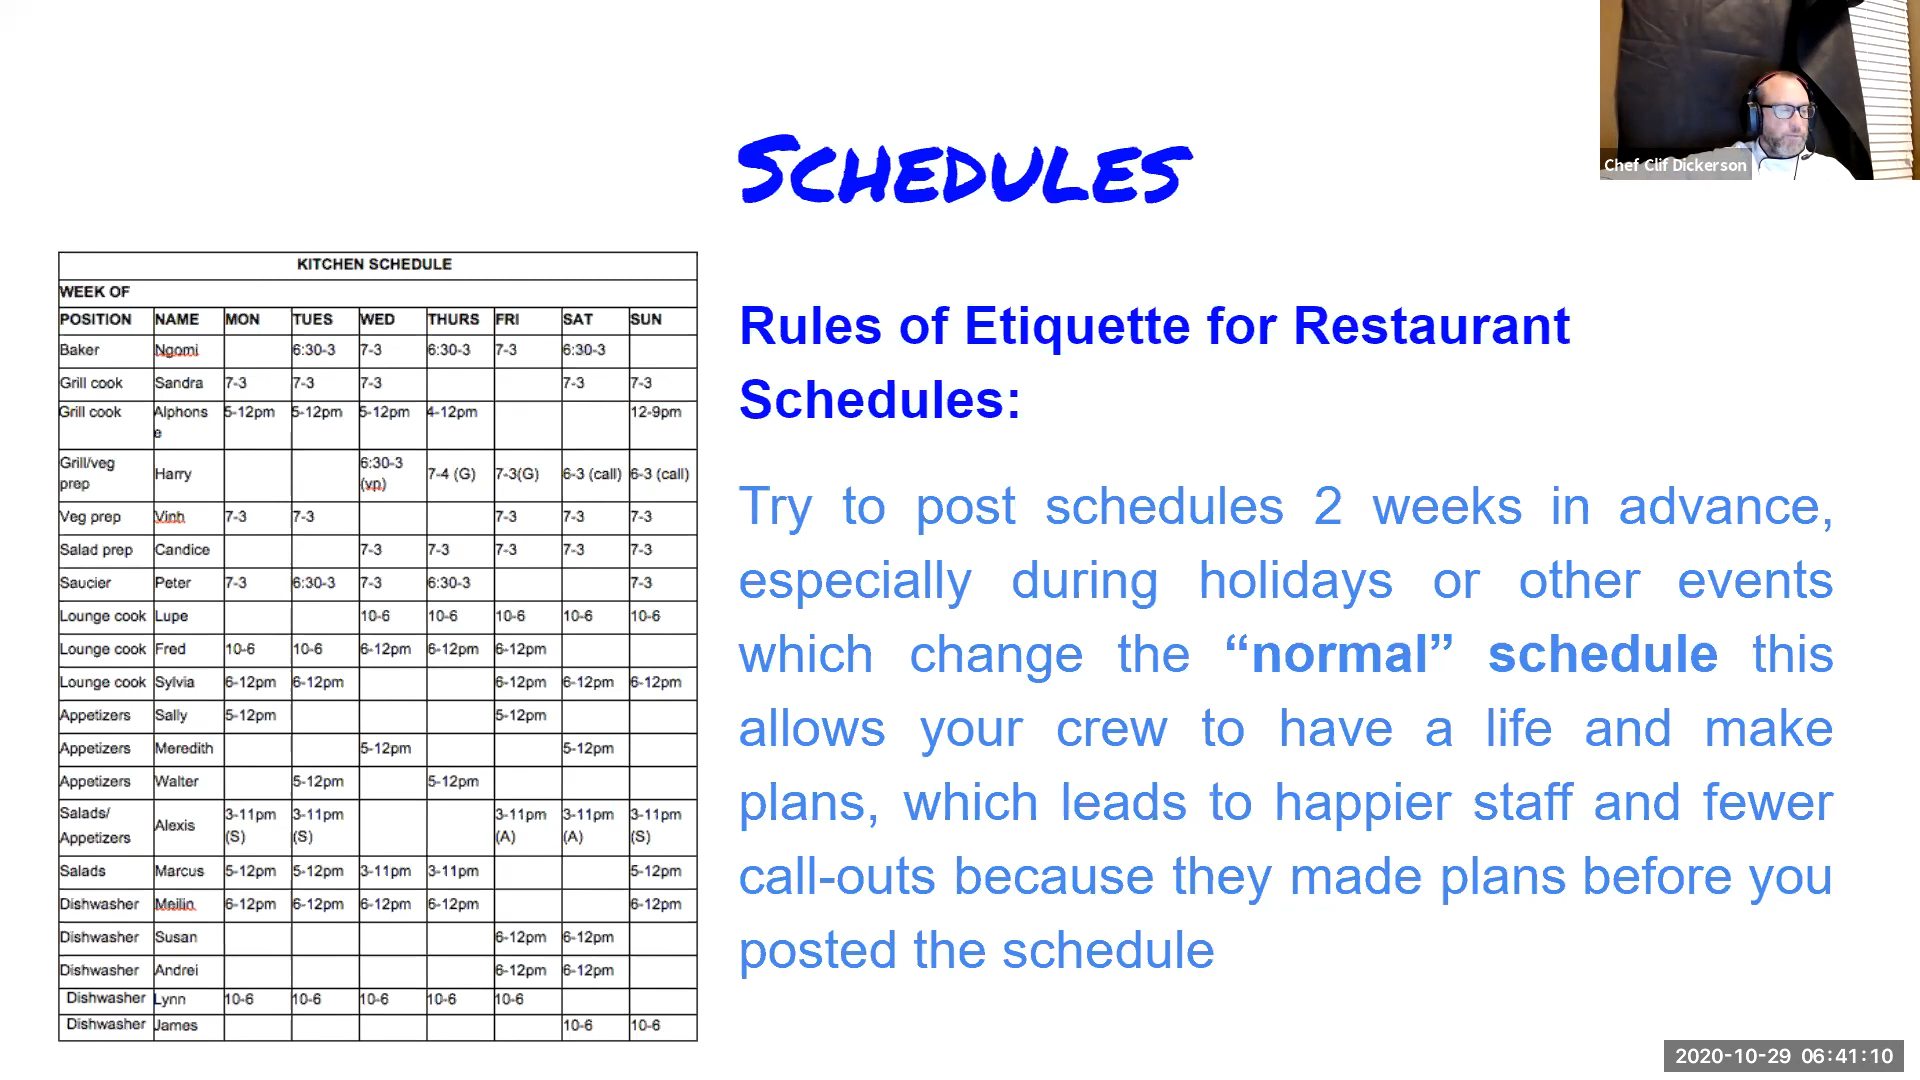 Chef Clif Dickerson
SCHEDULES
KITCHEN SCHEDULE
WEEK OF
POSITION NAME MON TUES WED THURS FRI SAT SUN
Baker Ngomi 6:30-3 7-3 6:30-3 7-3 6:30-3
Grill cook Sandra 7-3 7-3 7-3 7-3 7-3
Grill cook Alphons 5-12pm 5-12pm 5-12pm 4-12pm 12-9pm
e
Grill/veg
prep Harry 6:30-3 7-4 (G) 7-3(G) 6-3 (call) 6-3 (call)
(vp)
Veg prep Vinh 7-3 7-3 7-3 7-3 7-3
Salad prep Candice 7-3 7-3 7-3 7-3 7-3
Saucier Peter 7-3 6:30-3 7-3 6:30-3 7-3
Lounge cook Lupe 10-6 10-6 10-6 10-6 10-6
Lounge cook Fred 10-6 10-6 6-12pm 6-12pm 6-12pm
Lounge cook Sylvia 6-12pm 6-12pm 6-12pm 6-12pm 6-12pm
Appetizers Sally 5-12pm 5-12pm
Appetizers Meredith 5-12pm 5-12pm
Appetizers Walter 5-12pm 5-12pm
Salads/ 3-11pm 3-11pm 3-11pm 3-11pm 3-11pm
Appetizers Alexis (S) (S) (A) (A) (S)
Salads Marcus 5-12pm 5-12pm 3-11pm 3-11pm 5-12pm
Dishwasher Meilin 6-12pm 6-12pm 6-12pm 6-12pm 6-12pm
Dishwasher Susan 6-12pm 6-12pm
Dishwasher Andrei 6-12pm 6-12pm
Dishwasher Lynn 10-6 10-6 10-6 10-6 10-6
Dishwasher James 10-6 10-6
Rules of Etiquette for Restaurant
Schedules:
Try to post schedules 2 weeks in advance,
especially during holidays or other events
which change the “normal” schedule this
allows your crew to have a life and make
plans, which leads to happier staff and fewer
call-outs because they made plans before you
posted the schedule
2020-10-29 06:41:10